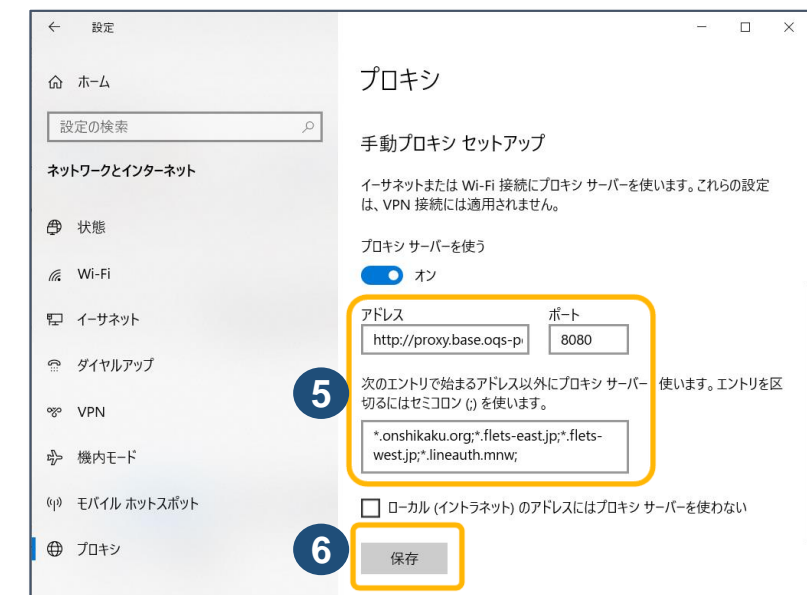 設定
ホーム
設定の検索
ネットワークとインターネット
状態
Wi-Fi
イーサネット
ダイヤルアップ
VPN
機内モード
モバイル ホットスポット
プロキシ
プロキシ
手動プロキシ セットアップ
イーサネットまたは Wi-Fi 接続にプロキシ サーバーを使います。これらの設定
は、VPN 接続には適用されません。
プロキシ サーバーを使う
オン
アドレス
ポート
http://proxy.base.oqs-p
8080
5
次のエントリで始まるアドレス以外にプロキシ サーバー 使います。エントリを区
切るにはセミコロン (;) を使います。
*.onshikaku.org;*.flets-east.jp;*.flets-
west.jp;*.lineauth.mnw;
ローカル (イントラネット) のアドレスにはプロキシ サーバーを使わない
6
保存